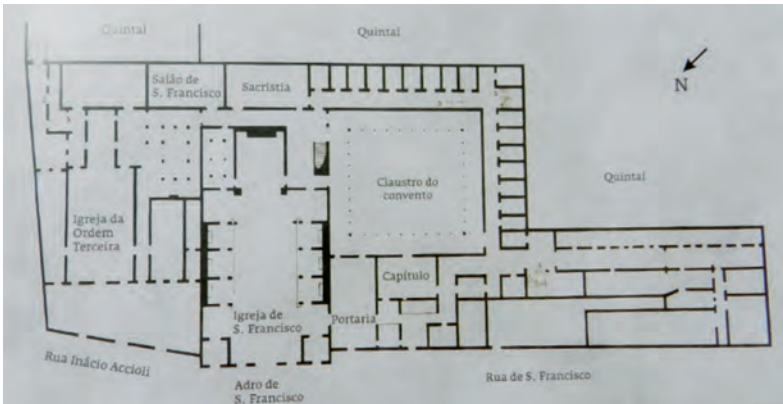 Quintal
Quintal
Salão de
S. Francisco
Sacristia
N
Claustro do
convento
Quintal
Igreja da
Ordem
Terceira
Capítulo
Igreja de
S. Francisco
Portaria
Rua Inácio Accioli
Adro de
S. Francisco
Rua de S. Francisco